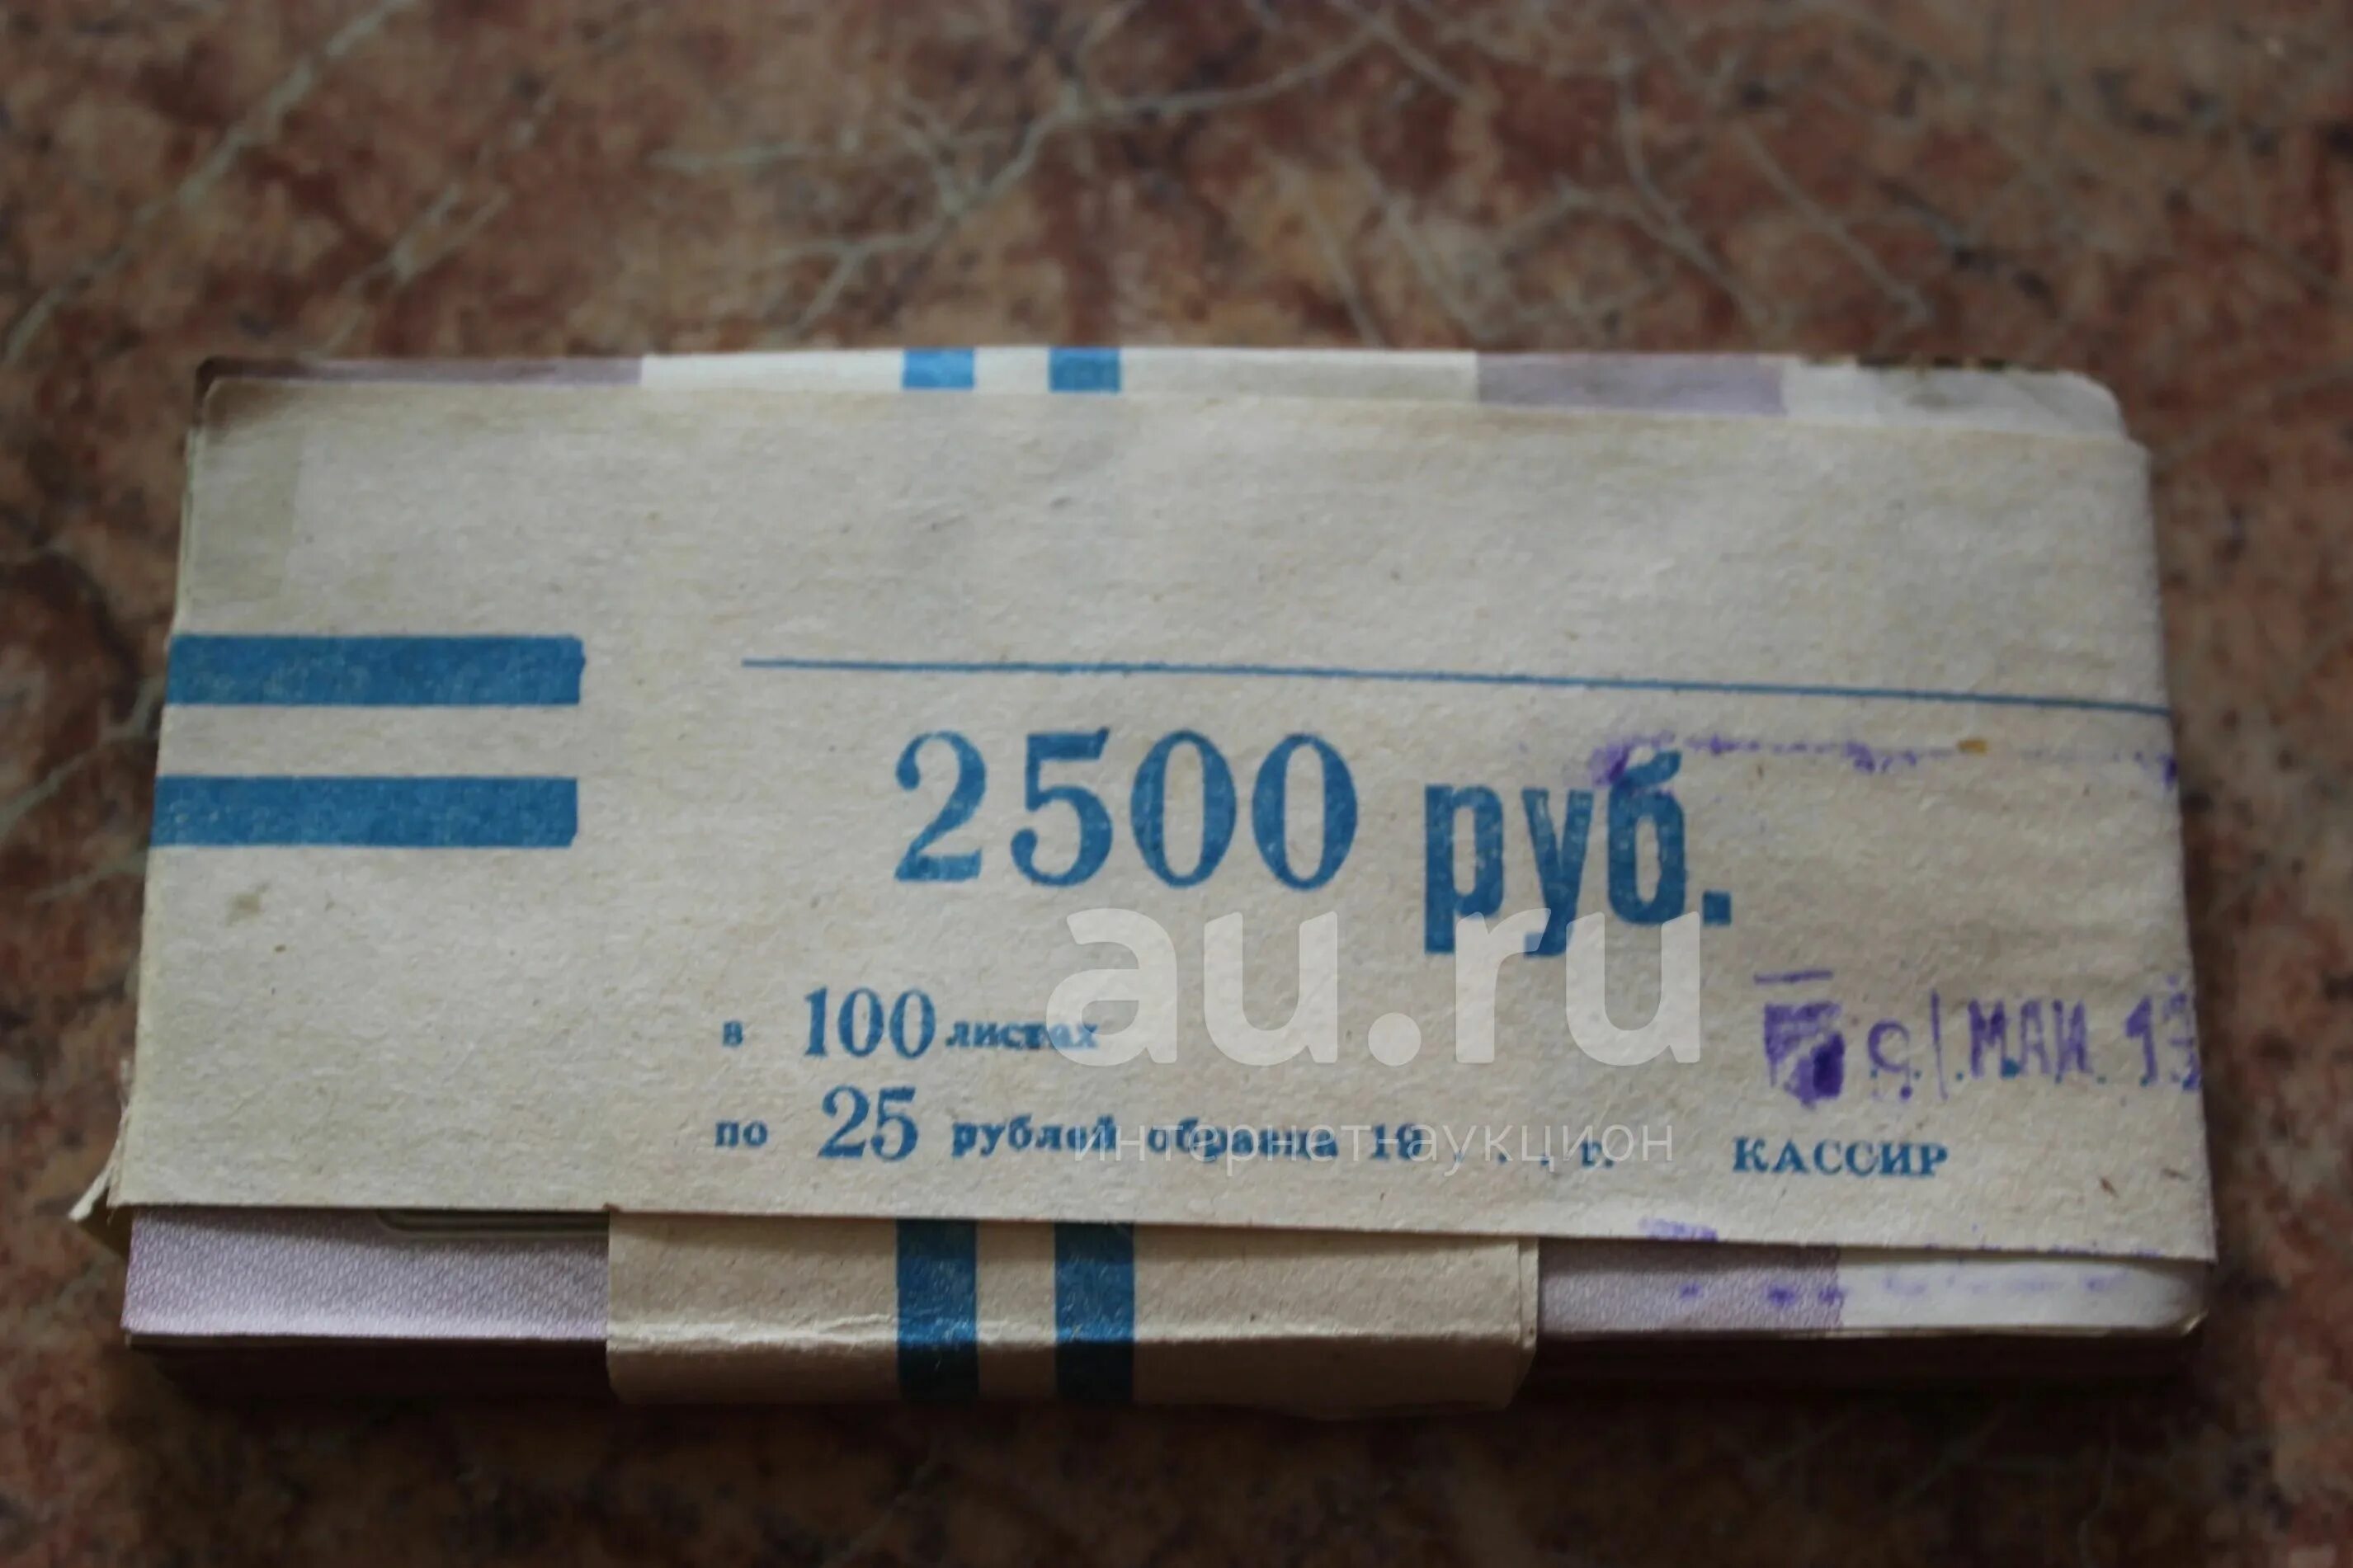 2500 руб.
в 100 листах
по 25 рублей образца 19 . . . г.
МАИ
КАССИР
au.ru
интернет-аукцион